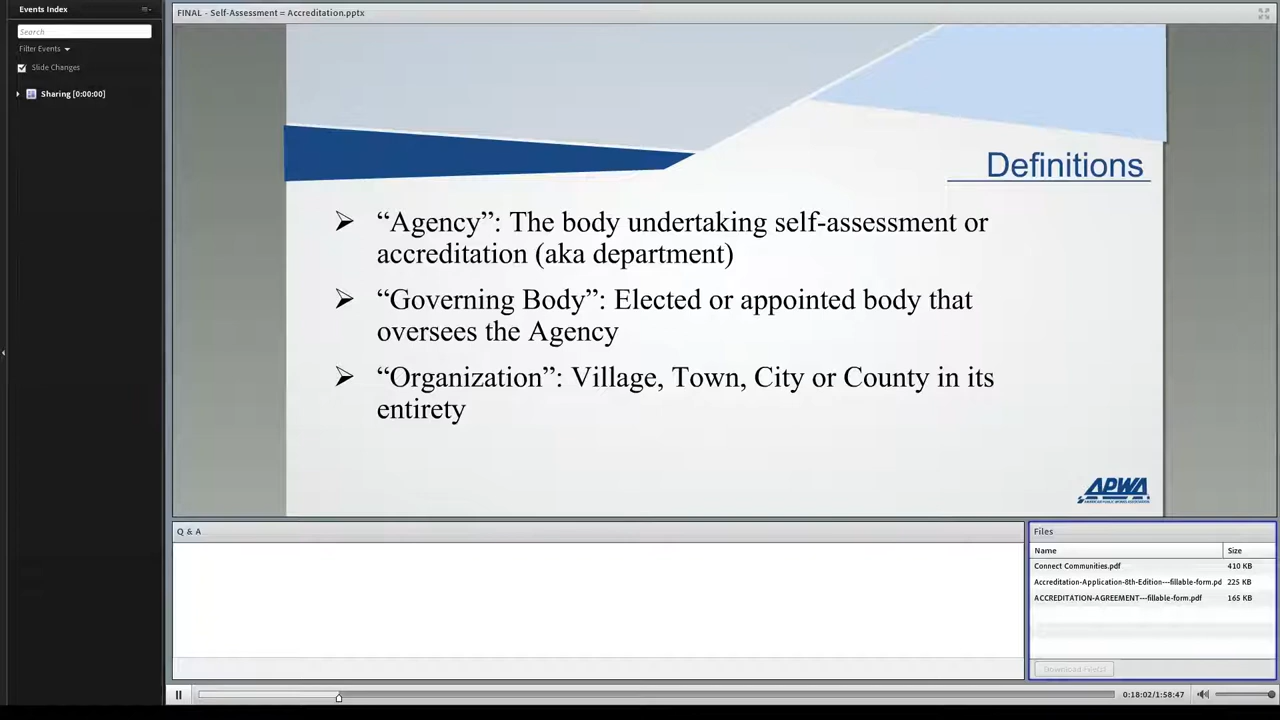 Events Index
FINAL - Self-Assessment = Accreditation.pptx
Search
Filter Events
Slide Changes
Sharing [0:00:00]
Definitions
“Agency”: The body undertaking self-assessment or
accreditation (aka department)
“Governing Body”: Elected or appointed body that
oversees the Agency
“Organization”: Village, Town, City or County in its
entirety
APWA
Q & A
Files
Name Size
Connect Communities.pdf 410 KB
Accreditation-Application-8th-Edition---fillable-form.pd 225 KB
ACCREDITATION-AGREEMENT---fillable-form.pdf 165 KB
Download File(s)
0:18:02/1:58:47